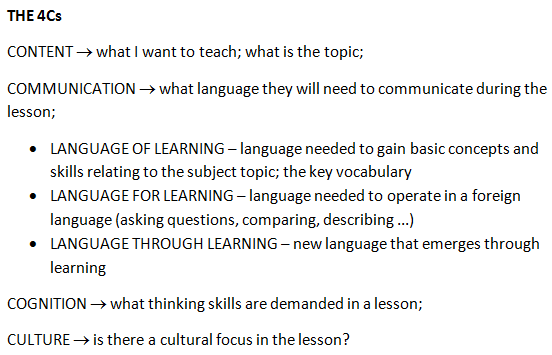 THE 4Cs
CONTENT → what I want to teach; what is the topic;
COMMUNICATION → what language they will need to communicate during the
lesson;
• LANGUAGE OF LEARNING – language needed to gain basic concepts and
skills relating to the subject topic; the key vocabulary
• LANGUAGE FOR LEARNING – language needed to operate in a foreign
language (asking questions, comparing, describing ...)
• LANGUAGE THROUGH LEARNING – new language that emerges through
learning
COGNITION → what thinking skills are demanded in a lesson;
CULTURE → is there a cultural focus in the lesson?